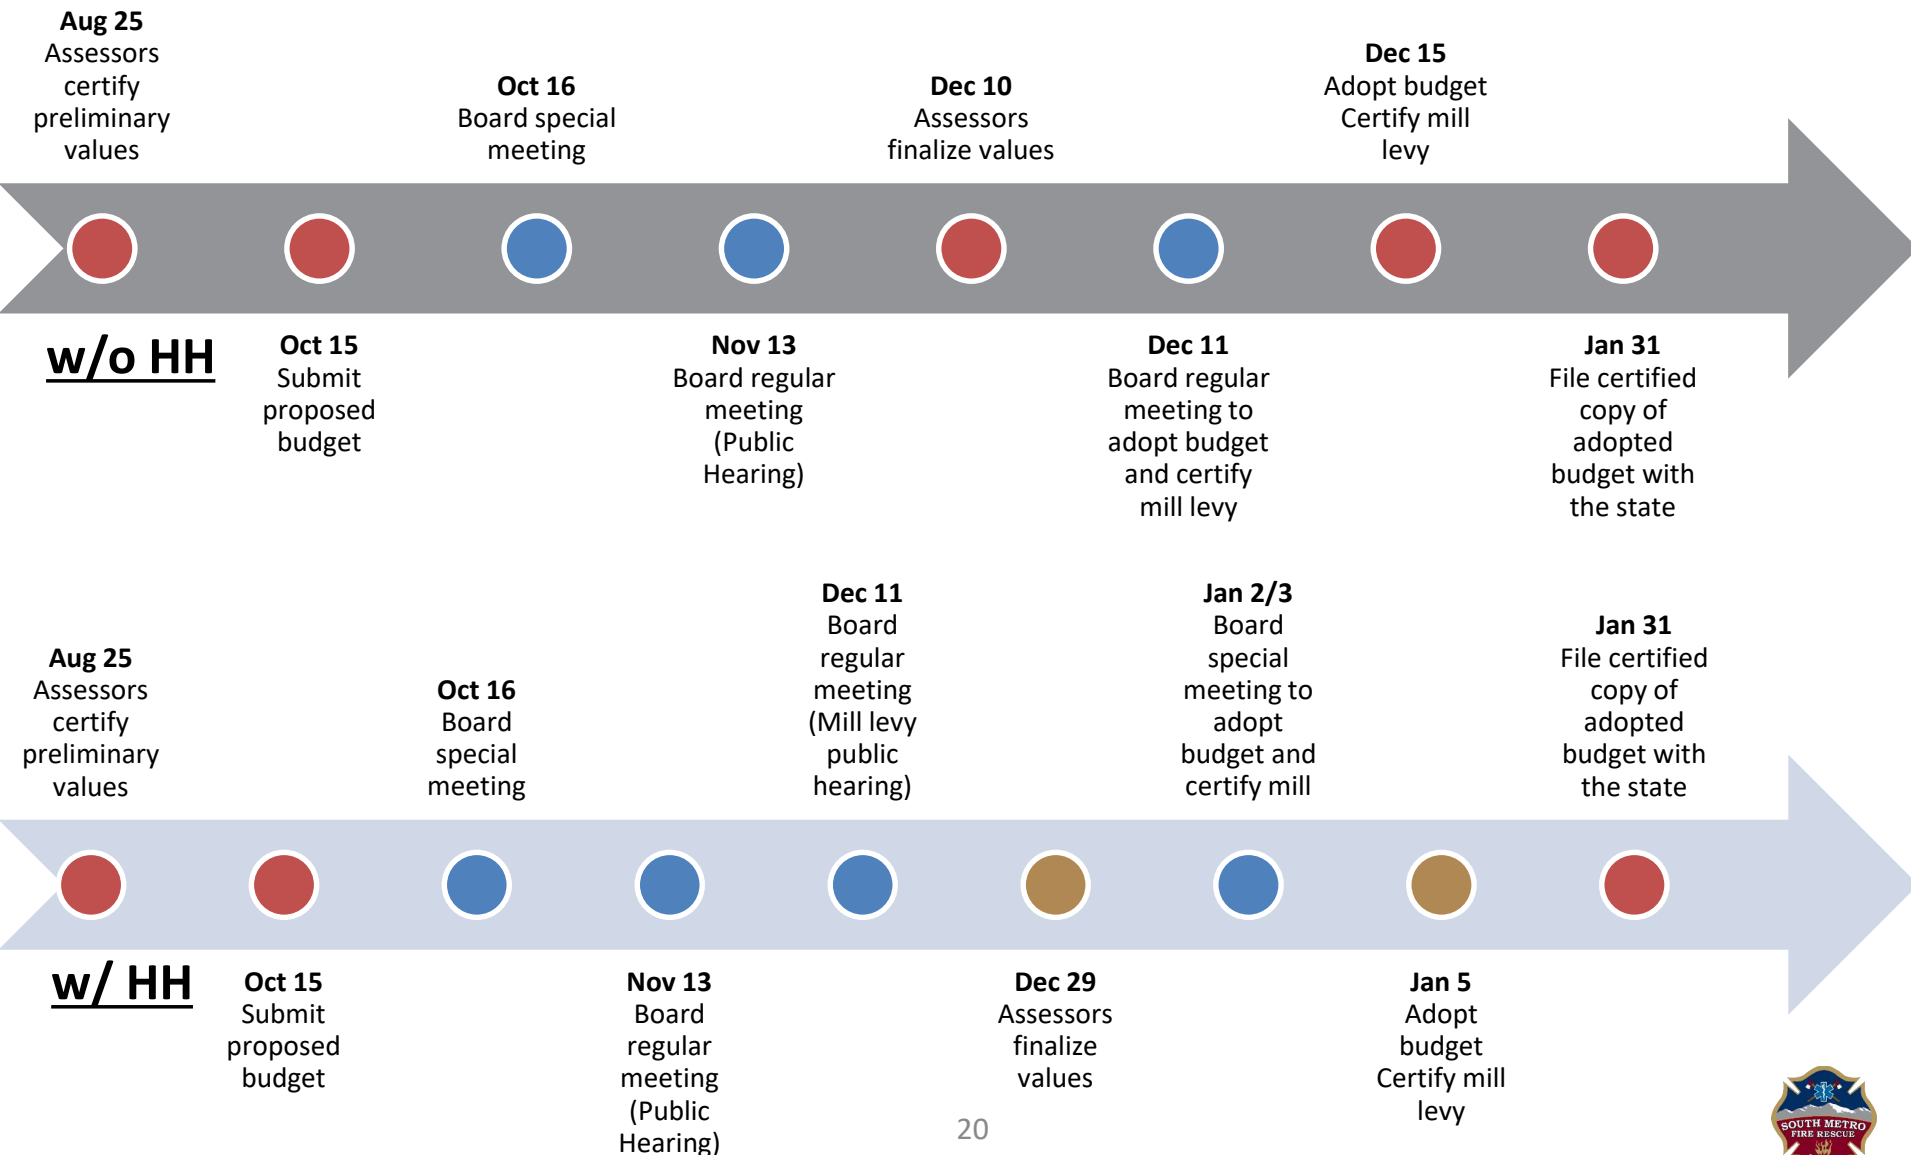 Aug 25
Assessors
certify
preliminary
values
Oct 16
Board special
meeting
Dec 10
Assessors
finalize values
Dec 15
Adopt budget
Certify mill
levy
w/o HH
Oct 15
Submit
proposed
budget
Nov 13
Board regular
meeting
(Public
Hearing)
Dec 11
Board regular
meeting to
adopt budget
and certify
mill levy
Jan 31
File certified
copy of
adopted
budget with
the state
Aug 25
Assessors
certify
preliminary
values
Oct 16
Board
special
meeting
Dec 11
Board
regular
meeting
(Mill levy
public
hearing)
Jan 2/3
Board
special
meeting to
adopt
budget and
certify mill
Jan 31
File certified
copy of
adopted
budget with
the state
w/ HH
Oct 15
Submit
proposed
budget
Nov 13
Board
regular
meeting
(Public
Hearing)
Dec 29
Assessors
finalize
values
Jan 5
Adopt
budget
Certify mill
levy
20
SOUTH METRO
FIRE RESCUE